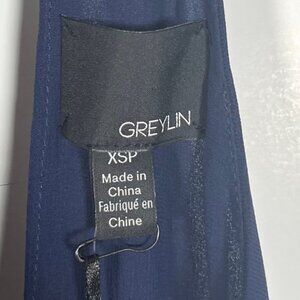 GREYLIN
XSP
Made in
China
Fabriqué en
Chine